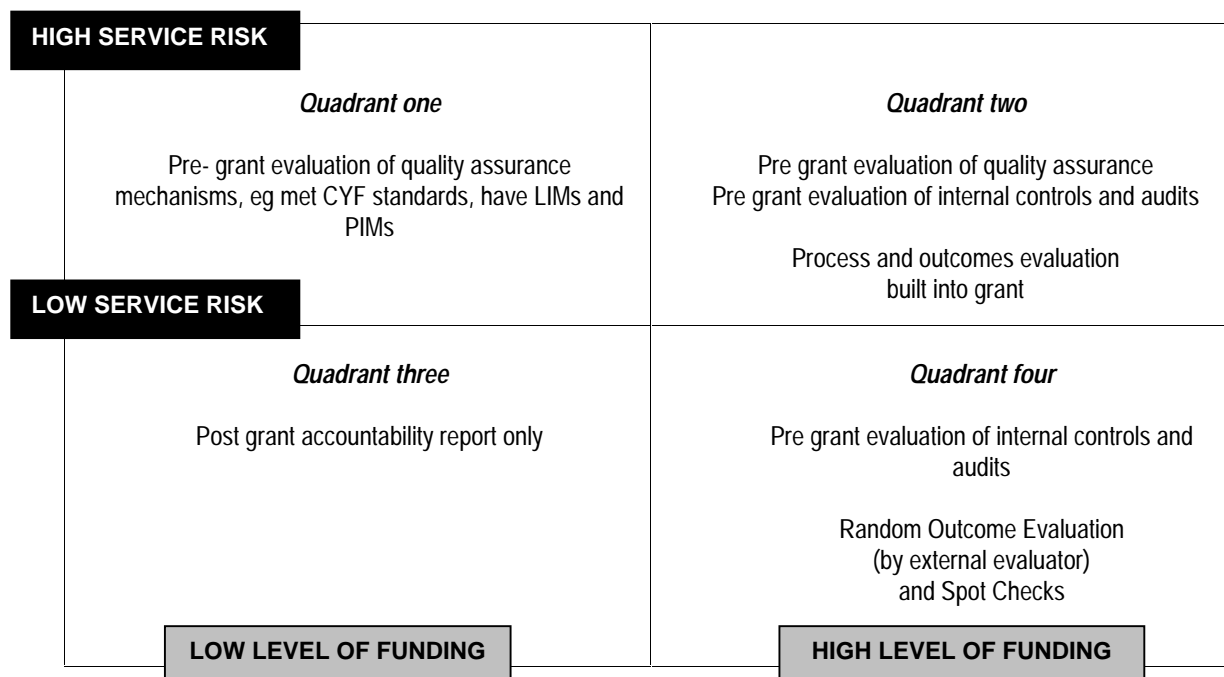 HIGH SERVICE RISK
Quadrant one
Pre- grant evaluation of quality assurance
mechanisms, eg met CYF standards, have LIMs and
PIMs
Quadrant two
Pre grant evaluation of quality assurance
Pre grant evaluation of internal controls and audits
Process and outcomes evaluation
built into grant
LOW SERVICE RISK
Quadrant three
Post grant accountability report only
Quadrant four
Pre grant evaluation of internal controls and
audits
Random Outcome Evaluation
(by external evaluator)
and Spot Checks
LOW LEVEL OF FUNDING
HIGH LEVEL OF FUNDING